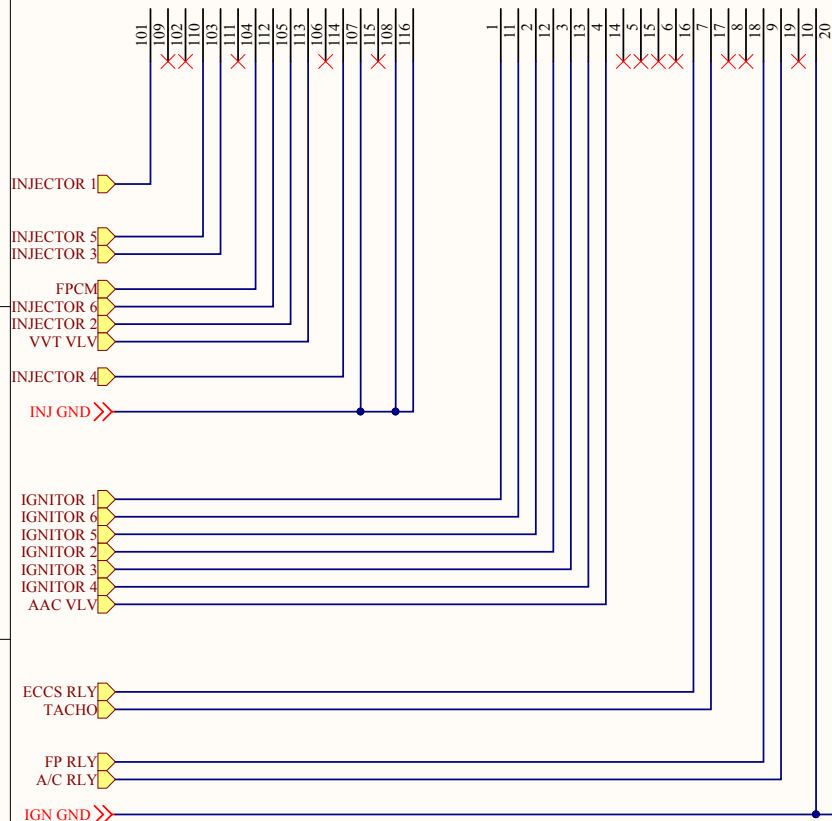 101
109
102
110
103
111
104
112
105
113
106
114
107
115
108
116
1
11
2
12
3
13
4
14
5
15
6
16
7
17
8
18
9
19
10
20
INJECTOR 1
INJECTOR 5
INJECTOR 3
FPCM
INJECTOR 6
INJECTOR 2
VVT VLV
INJECTOR 4
INJ GND
IGNITOR 1
IGNITOR 6
IGNITOR 5
IGNITOR 2
IGNITOR 3
IGNITOR 4
AAC VLV
ECCS RLY
TACHO
FP RLY
A/C RLY
IGN GND